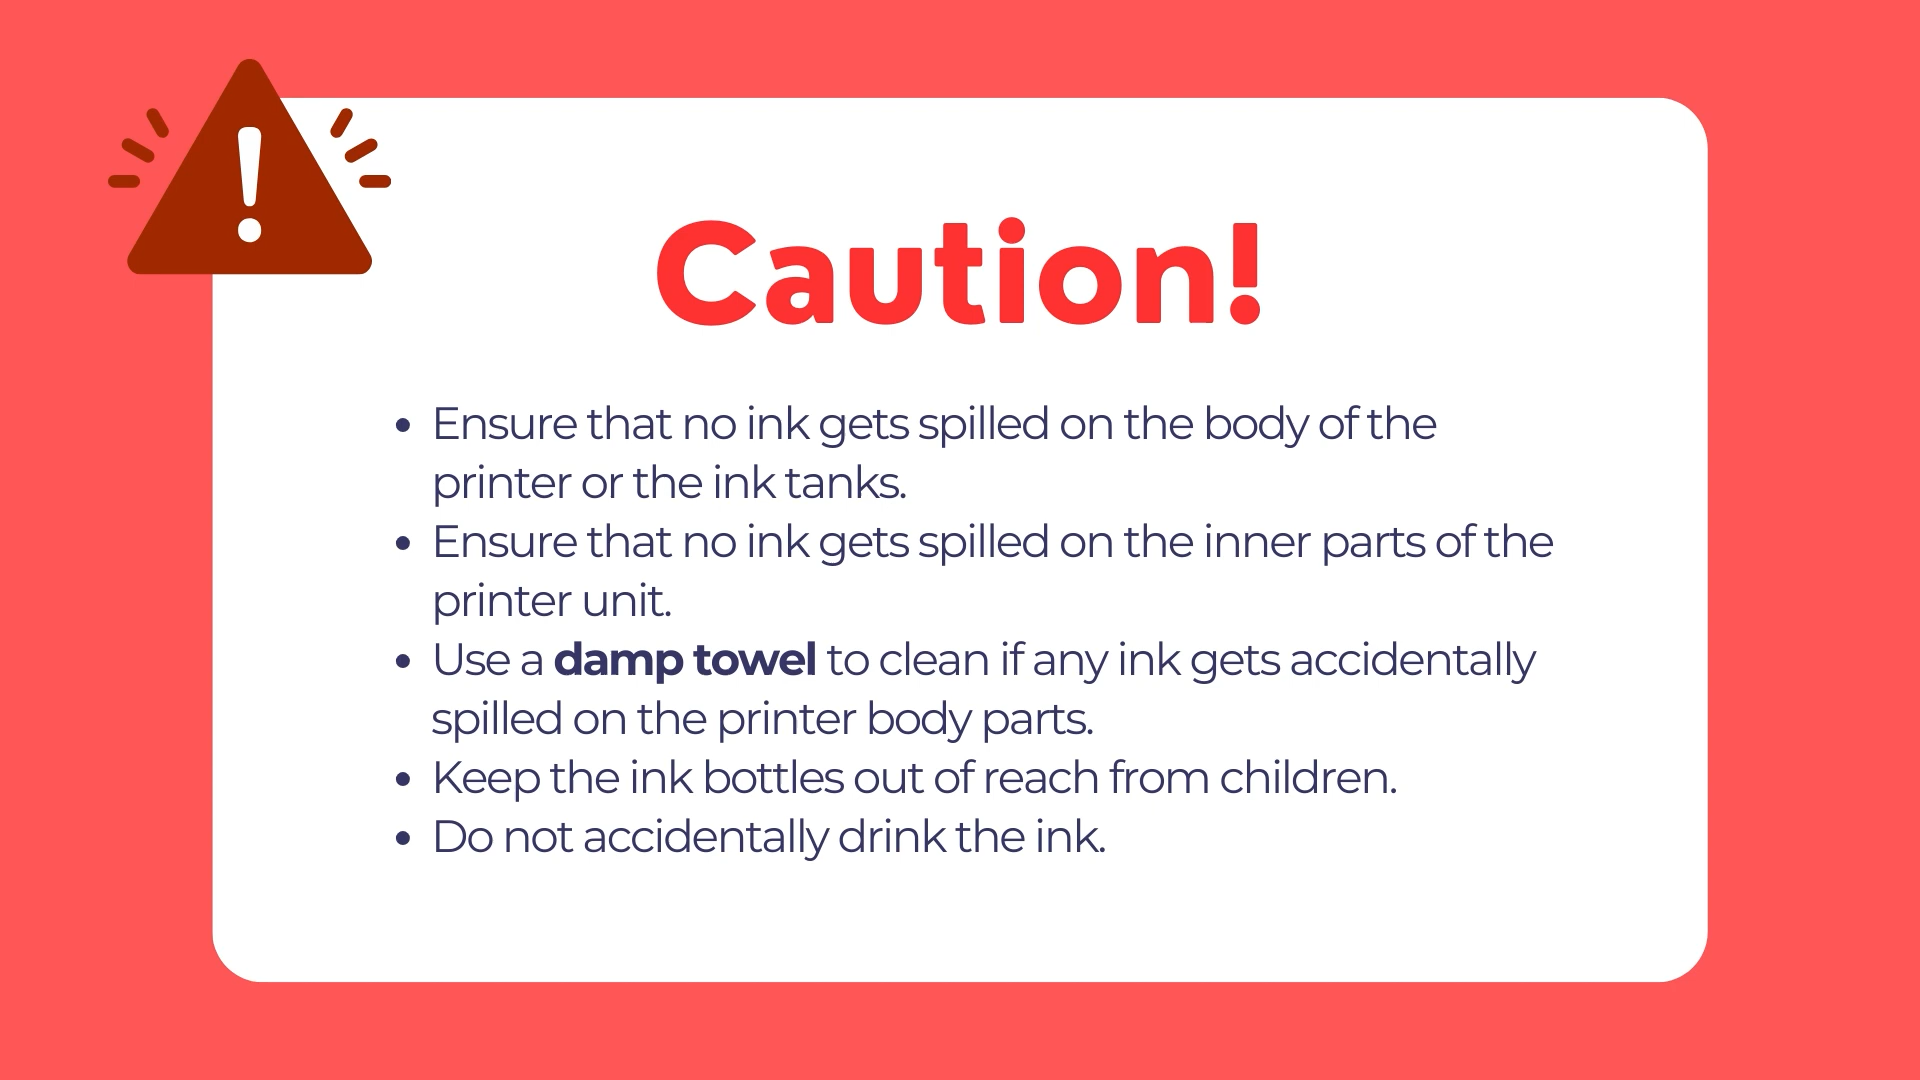 Caution!
• Ensure that no ink gets spilled on the body of the
printer or the ink tanks.
• Ensure that no ink gets spilled on the inner parts of the
printer unit.
• Use a damp towel to clean if any ink gets accidentally
spilled on the printer body parts.
• Keep the ink bottles out of reach from children.
• Do not accidentally drink the ink.